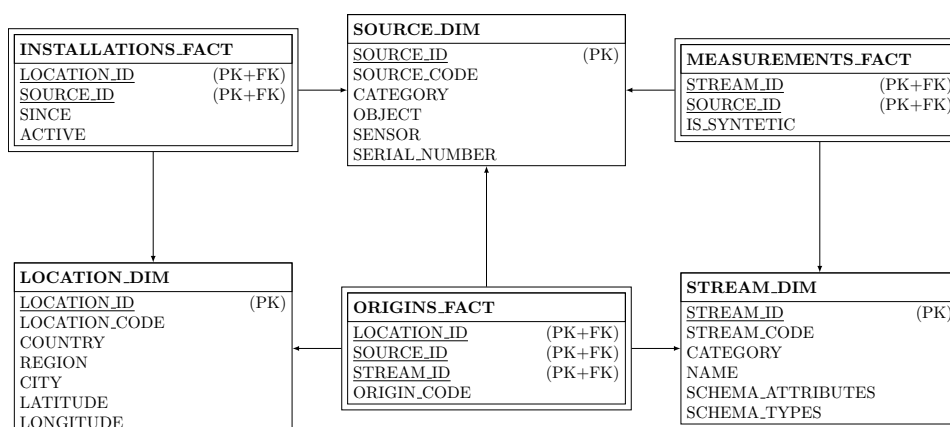 INSTALLATIONS_FACT
LOCATION_ID (PK+FK)
SOURCE_ID (PK+FK)
SINCE
ACTIVE
SOURCE_DIM
SOURCE_ID (PK)
SOURCE_CODE
CATEGORY
OBJECT
SENSOR
SERIAL_NUMBER
MEASUREMENTS_FACT
STREAM_ID (PK+FK)
SOURCE_ID (PK+FK)
IS_SYNTETIC
LOCATION_DIM
LOCATION_ID (PK)
LOCATION_CODE
COUNTRY
REGION
CITY
LATITUDE
LONGITUDE
ORIGINS_FACT
LOCATION_ID (PK+FK)
SOURCE_ID (PK+FK)
STREAM_ID (PK+FK)
ORIGIN_CODE
STREAM_DIM
STREAM_ID (PK)
STREAM_CODE
CATEGORY
NAME
SCHEMA_ATTRIBUTES
SCHEMA_TYPES